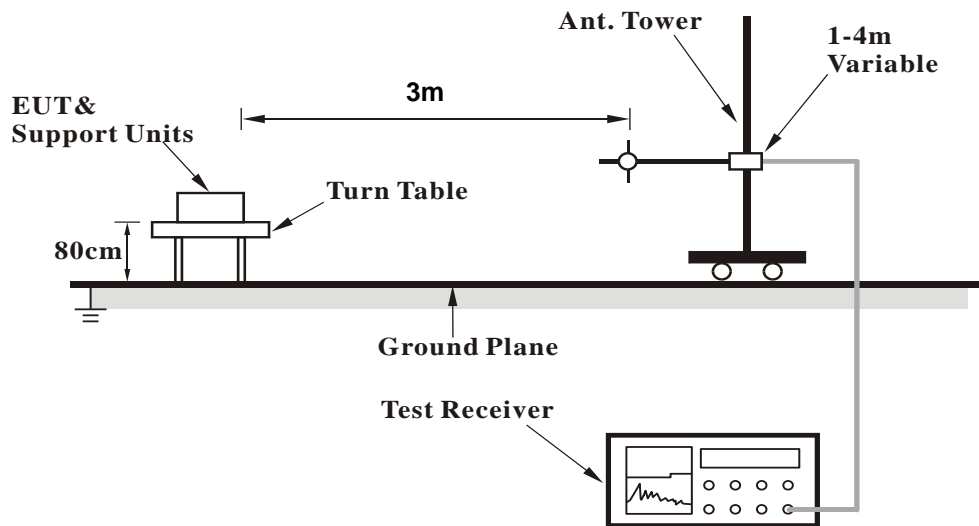 Ant. Tower
1-4m
Variable
3m
EUT&
Support Units
Turn Table
80cm
Ground Plane
Test Receiver